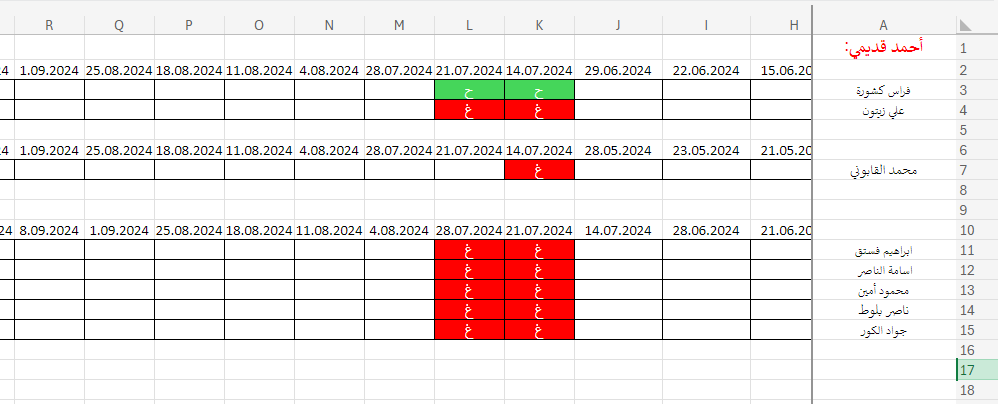 A H I J K L M N O P Q R
1 أحمد قديمي:
2 15.06.20 22.06.2024 29.06.2024 14.07.2024 21.07.2024 28.07.2024 4.08.2024 11.08.2024 18.08.2024 25.08.2024 1.09.2024
3 فراس كشورة ح ح
4 علي زيتون غ غ
5
6 21.05.20 23.05.2024 28.05.2024 14.07.2024 21.07.2024 28.07.2024 4.08.2024 11.08.2024 18.08.2024 25.08.2024 1.09.2024
7 محمد القابوني غ
8
9
10 21.06.20 28.06.2024 14.07.2024 21.07.2024 28.07.2024 4.08.2024 11.08.2024 18.08.2024 25.08.2024 1.09.2024 8.09.2024
11 ابراهيم فستق غ غ
12 اسامة الناصر غ غ
13 محمود أمين غ غ
14 ناصر بلوط غ غ
15 جواد الكور غ غ
16
17
18